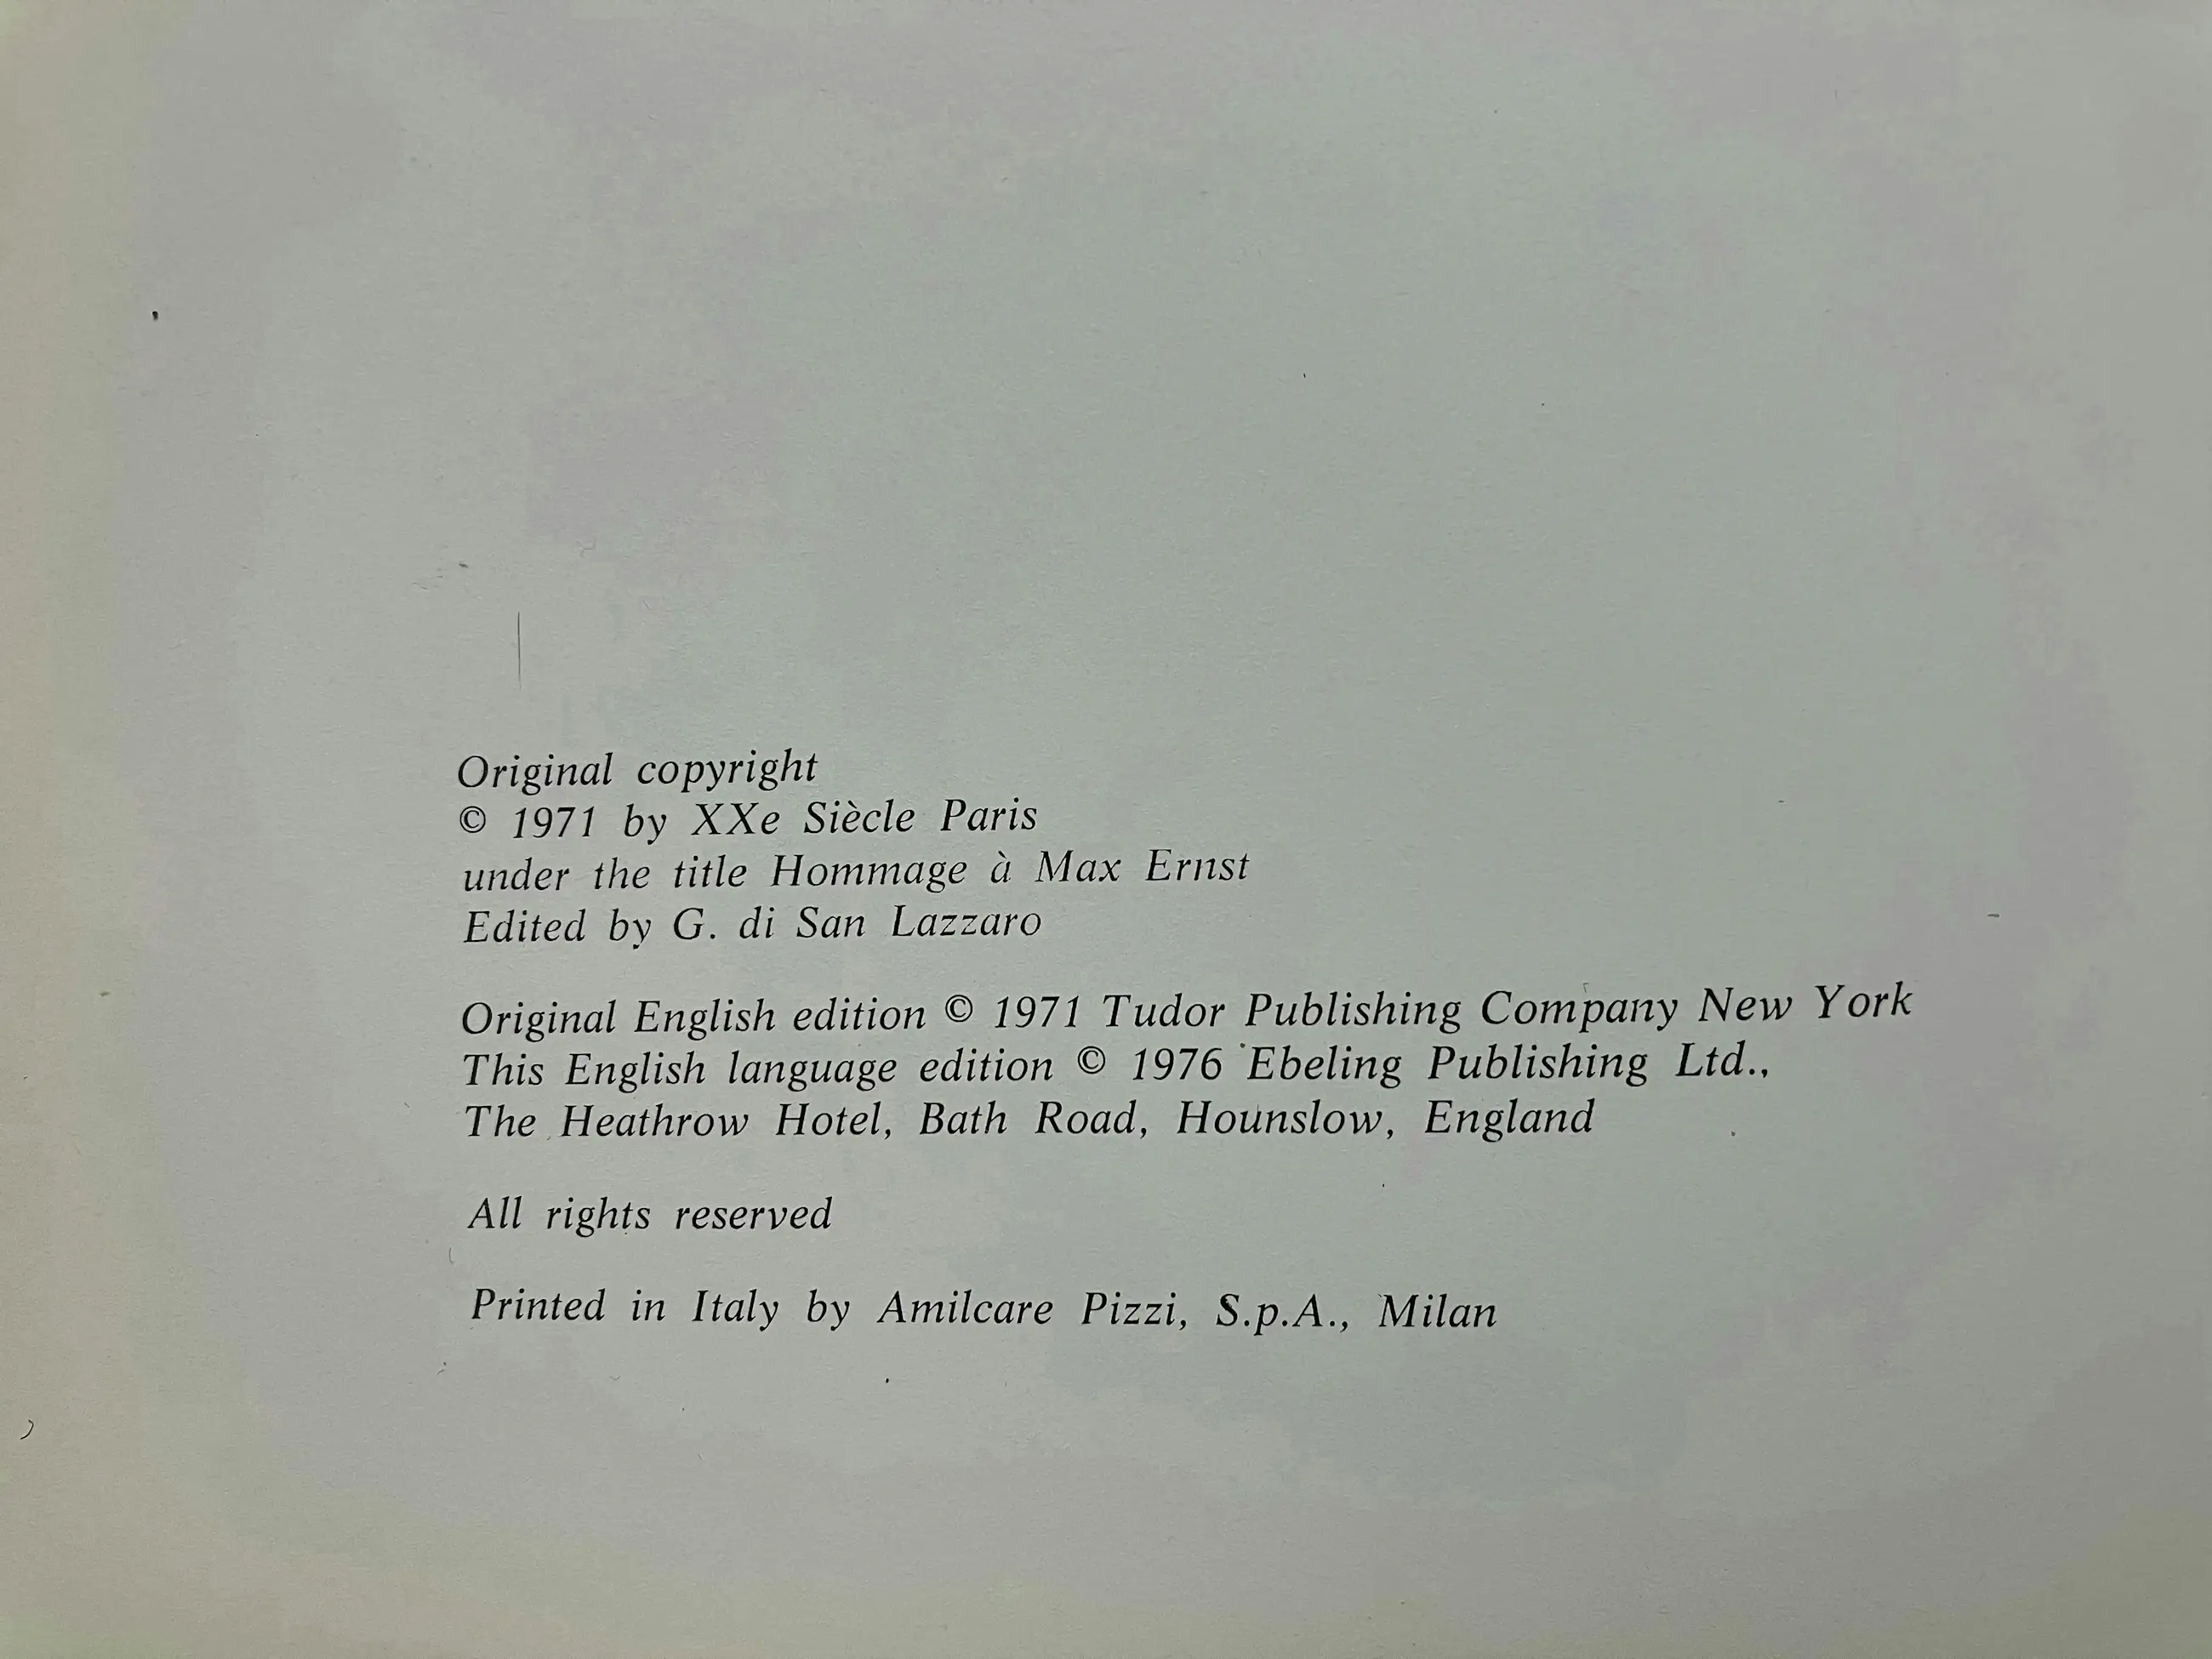 Original copyright
© 1971 by XXe Siècle Paris
under the title Hommage à Max Ernst
Edited by G. di San Lazzaro
Original English edition © 1971 Tudor Publishing Company New York
This English language edition © 1976 Ebeling Publishing Ltd.,
The Heathrow Hotel, Bath Road, Hounslow, England
All rights reserved
Printed in Italy by Amilcare Pizzi, S.p.A., Milan